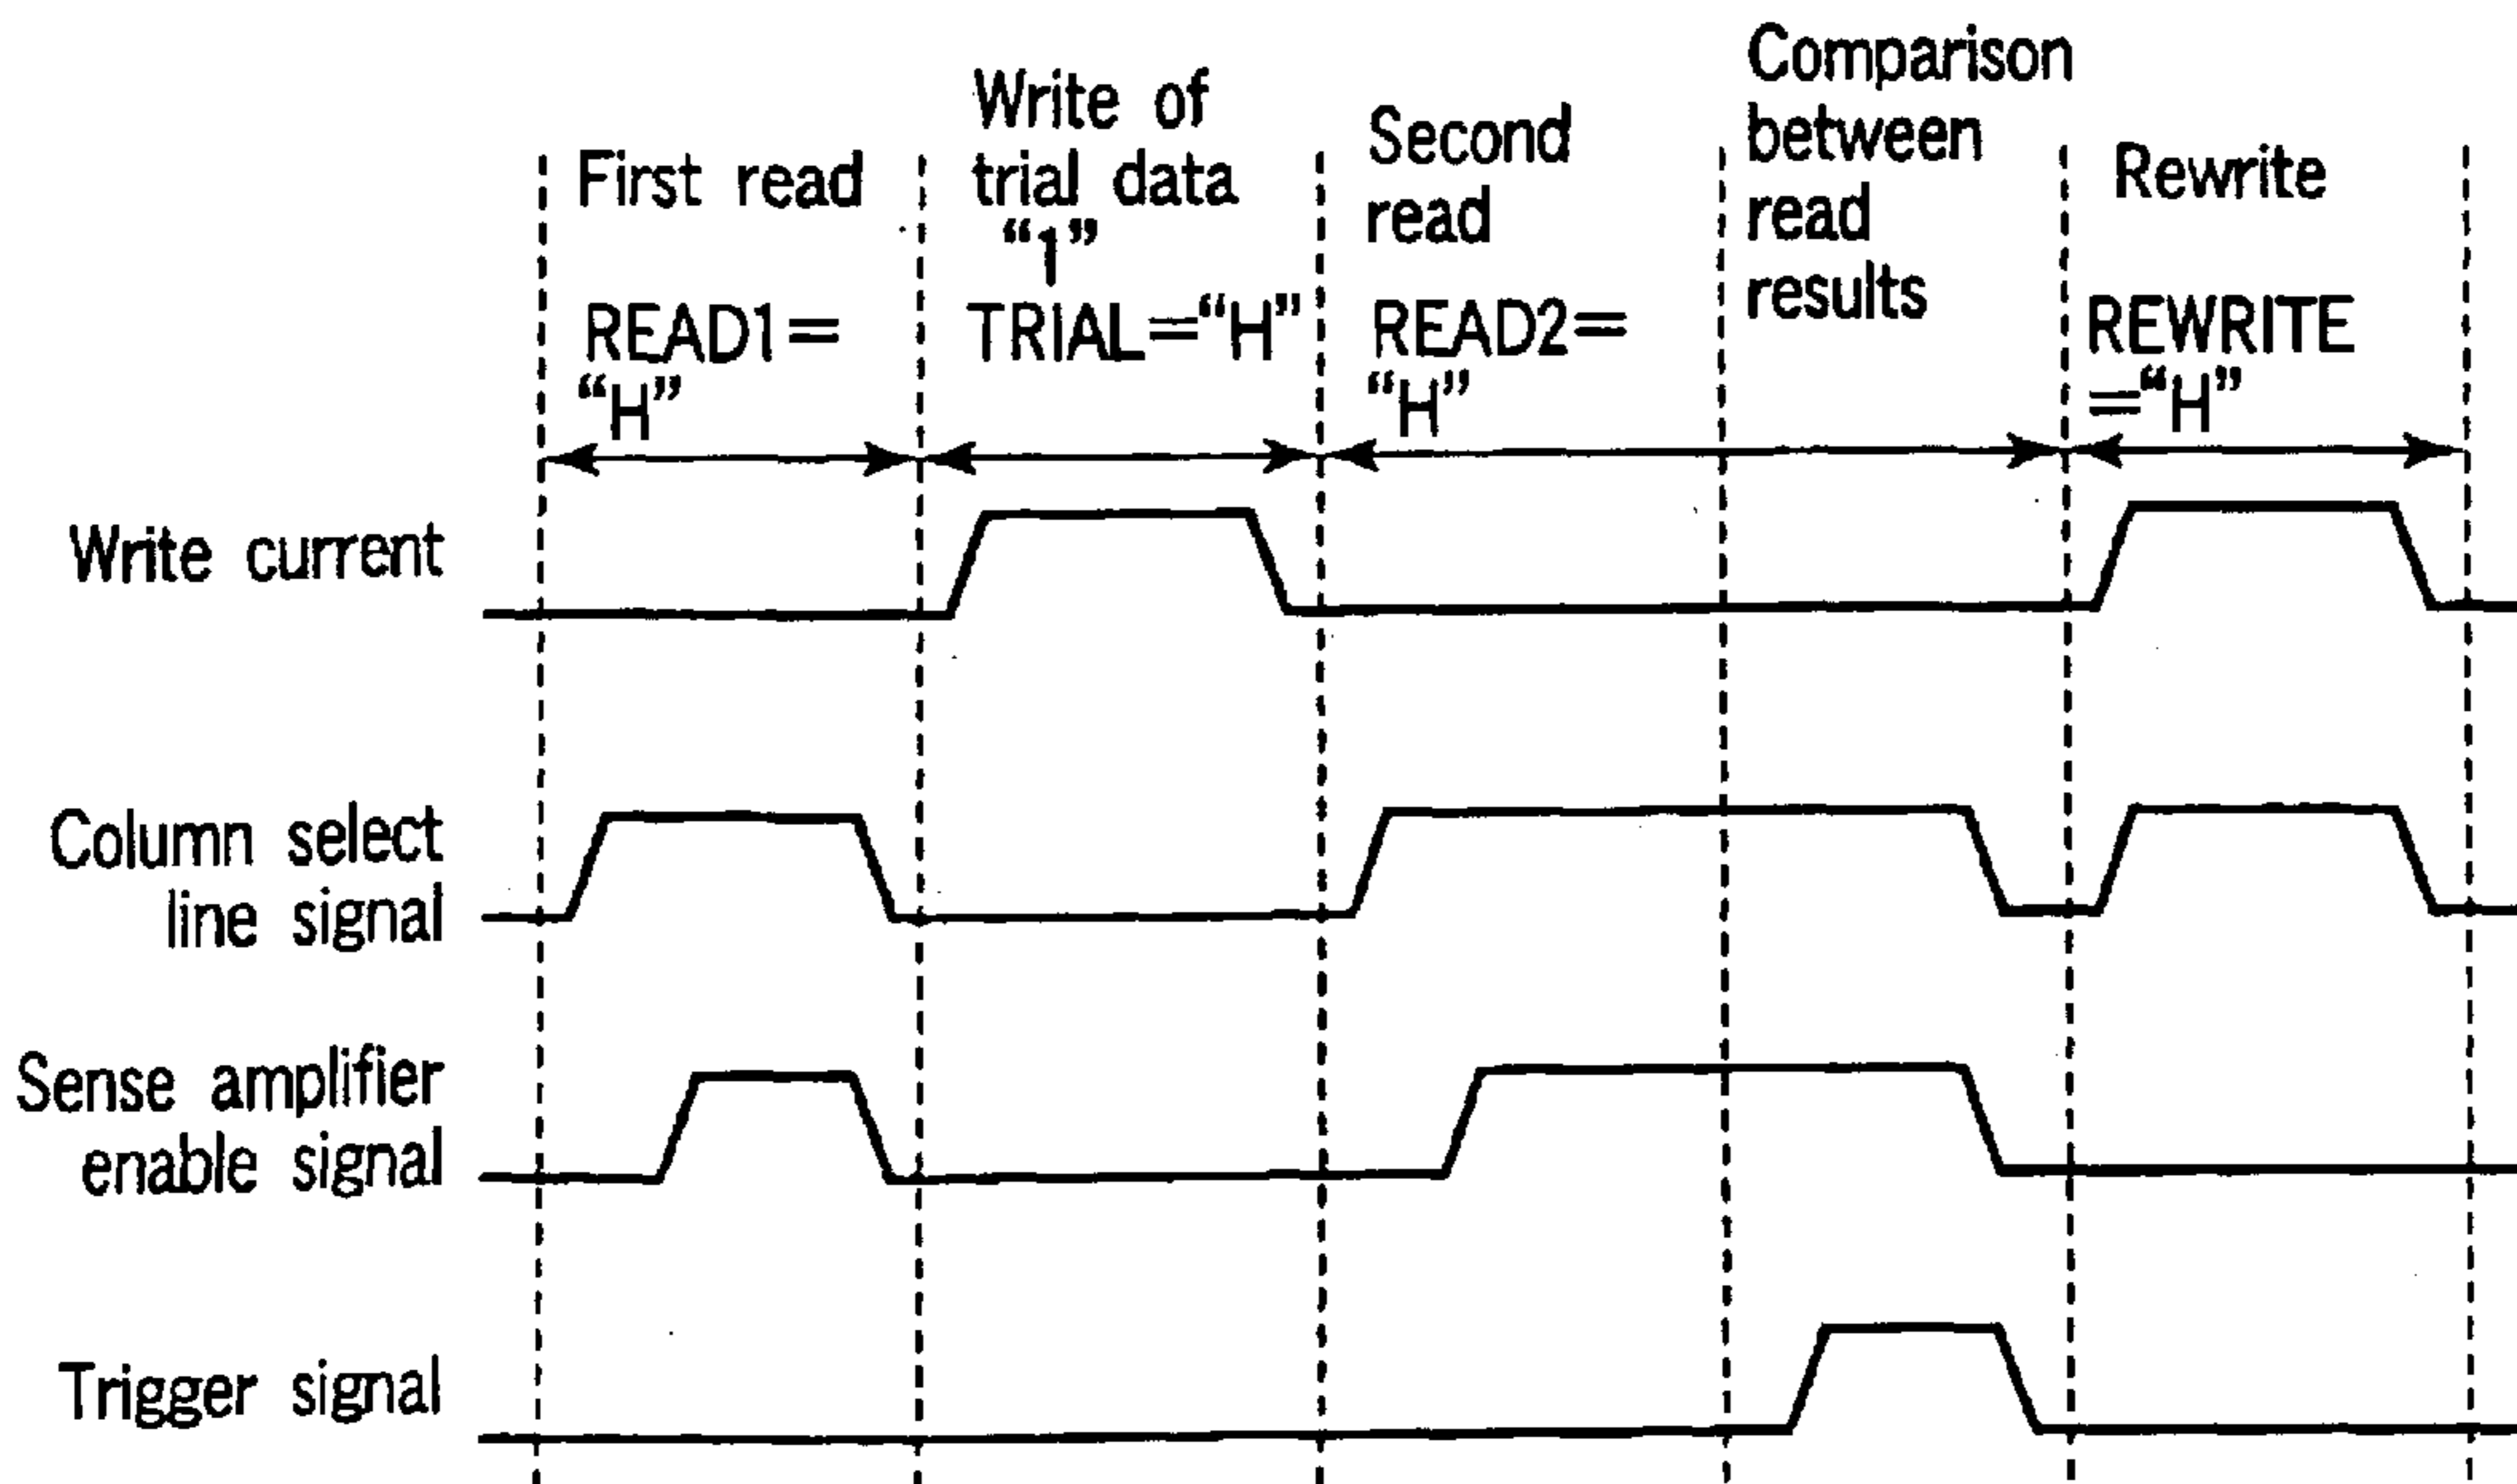 First read
READ1=
“H”
Write of
trial data
“1”
TRIAL=“H”
Second
read
READ2=
“H”
Comparison
between
read
results
Rewrite
REWRITE
=“H”
Write current
Column select
line signal
Sense amplifier
enable signal
Trigger signal